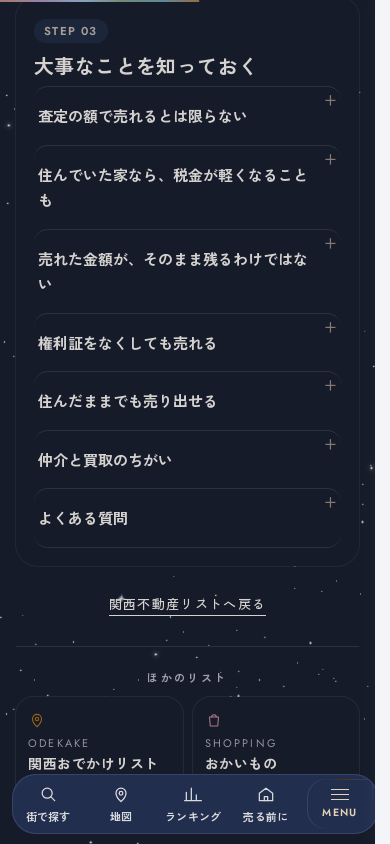 STEP 03
大事なことを知っておく
査定の額で売れるとは限らない
住んでいた家なら、税金が軽くなること
も
売れた金額が、そのまま残るわけではな
い
権利証をなくしても売れる
住んだままでも売り出せる
仲介と買取のちがい
よくある質問
関西不動産リストへ戻る
ほかのリスト
ODEKAKE
関西おでかけリスト
SHOPPING
おかいもの
街で探す
地図
ランキング
売る前に
MENU